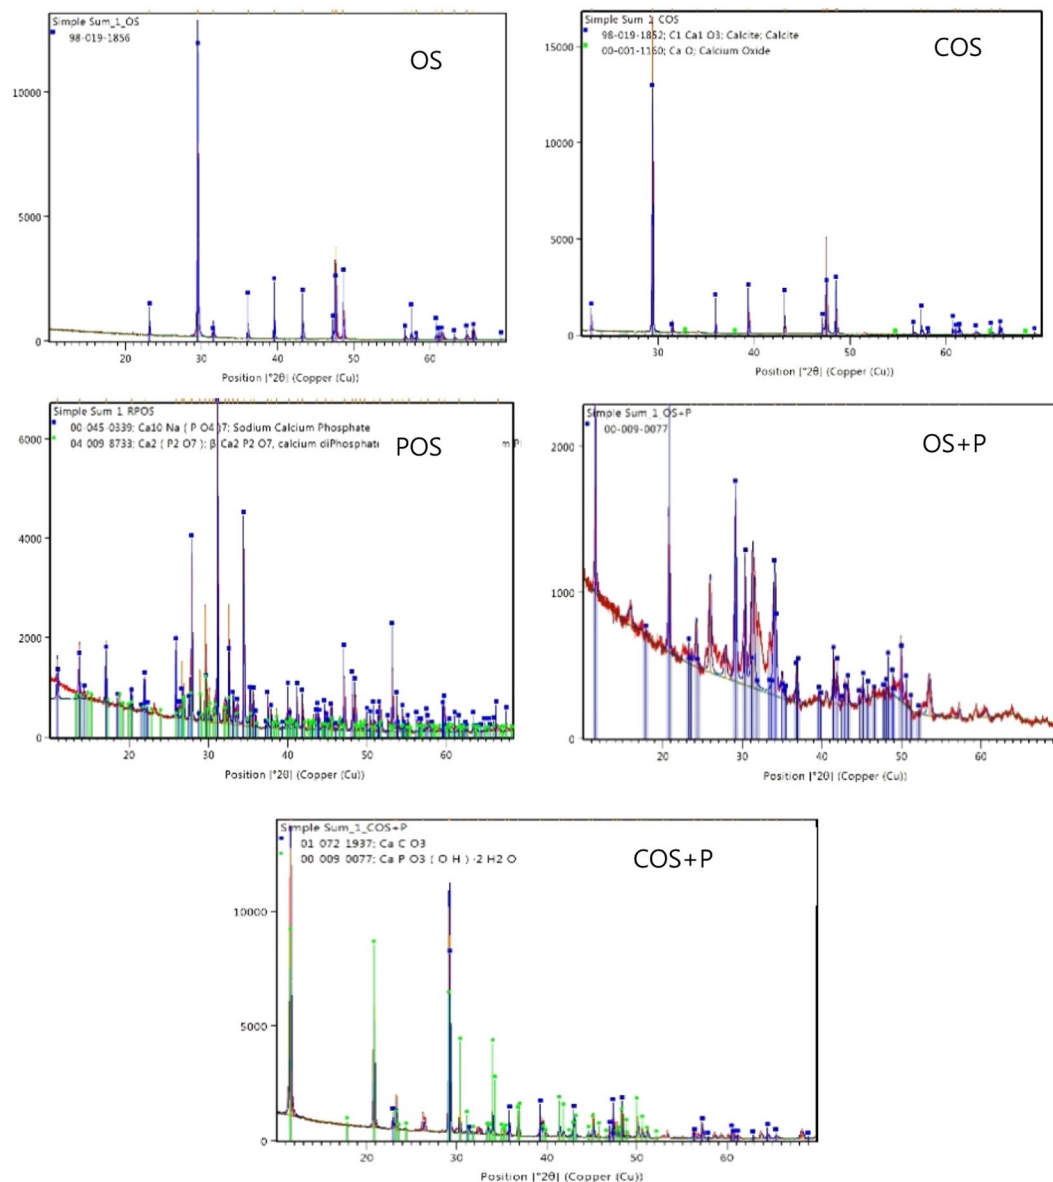 Simple Sum_1_OS
98-019-1856
OS
10000
5000
0
20 30 40 50 60
Position [°2θ] (Copper (Cu))
Simple Sum_1_COS
98-019-1852; C1 Ca1 O3; Calcite; Calcite
00-001-1160; Ca O; Calcium Oxide
COS
15000
10000
5000
0
30 40 50 60
Position [°2θ] (Copper (Cu))
Simple Sum 1 RPOS
00-045-0339; Ca10 Na ( P O4 )7; Sodium Calcium Phosphate
04 009 8733; Ca2 ( P2 O7 ); β Ca2 P2 O7, calcium diPhosphate
POS
6000
4000
2000
0
20 30 40 50 60
Position [°2θ] (Copper (Cu))
Simple Sum_1 OS+P
00-009-0077
OS+P
2000
1000
0
20 30 40 50 60
Position [°2θ] (Copper (Cu))
Simple Sum_1_COS+P
01 072 1937; Ca C O3
00 009 0077; Ca P O3 ( O H ) ·2 H2 O
COS+P
10000
5000
0
20 30 40 50 60
Position [°2θ] (Copper (Cu))